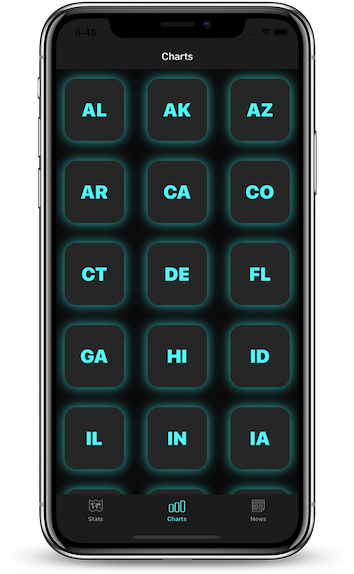 6:48
Charts
AL AK AZ
AR CA CO
CT DE FL
GA HI ID
IL IN IA
Stats Charts News